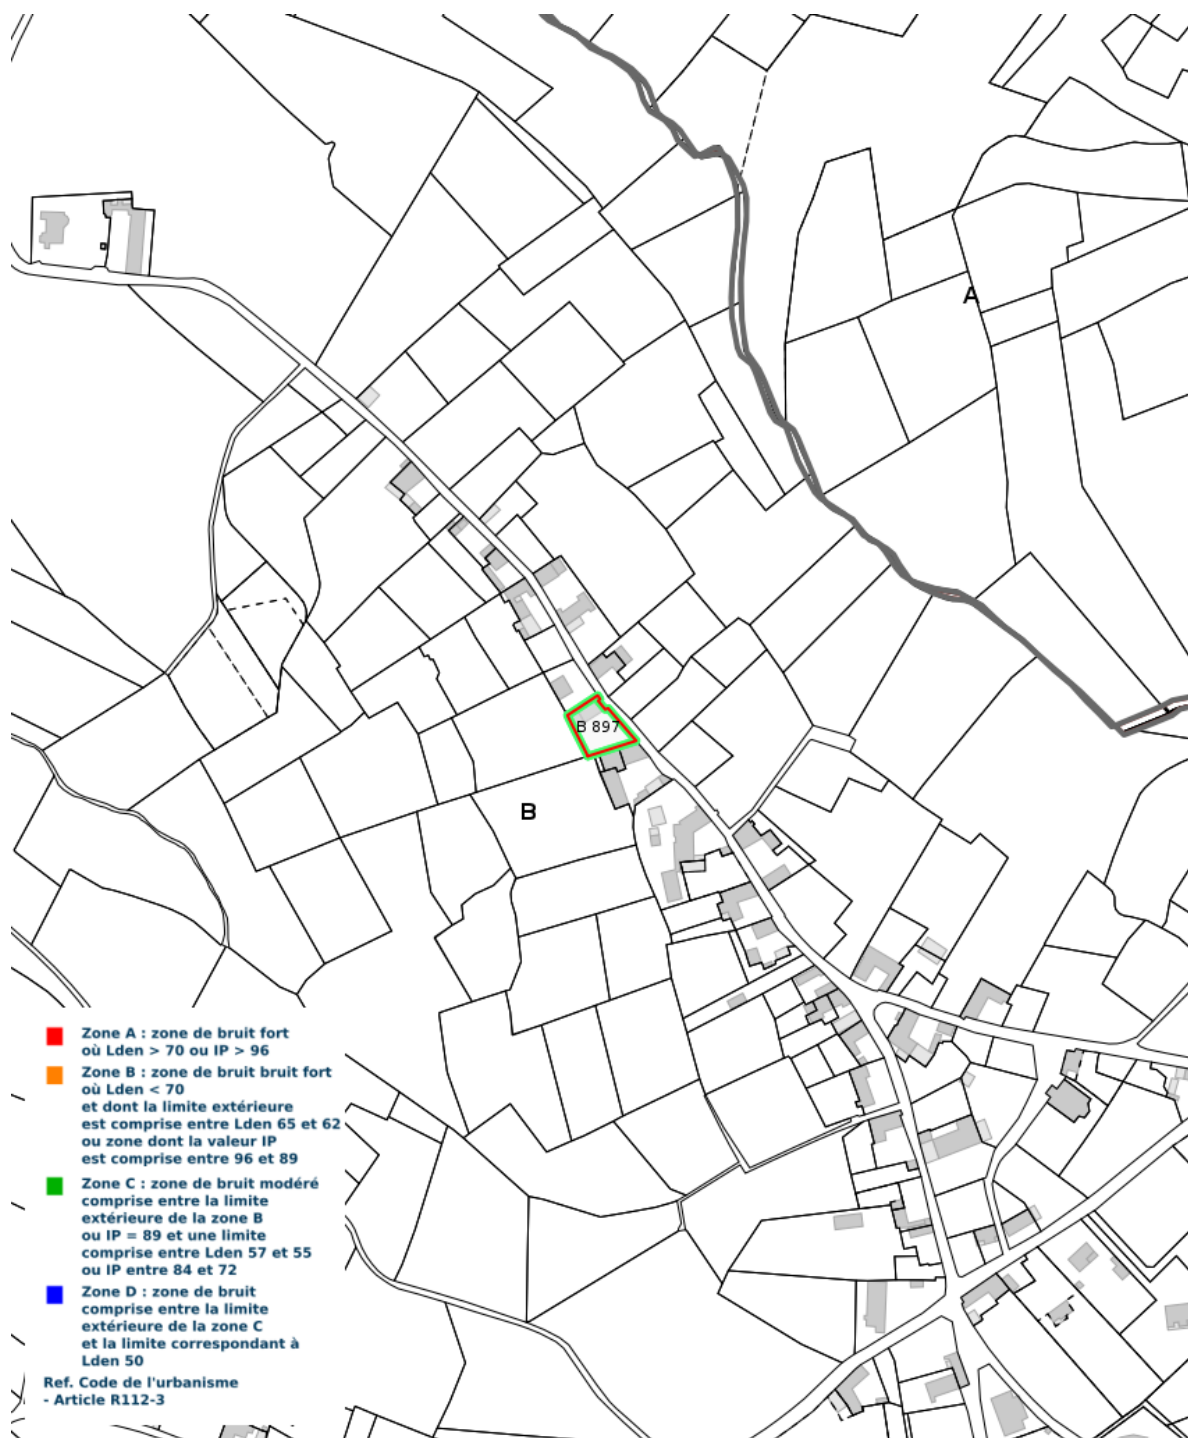 A
B 897
B
Zone A : zone de bruit fort
où Lden > 70 ou IP > 96
Zone B : zone de bruit bruit fort
où Lden < 70
et dont la limite extérieure
est comprise entre Lden 65 et 62
ou zone dont la valeur IP
est comprise entre 96 et 89
Zone C : zone de bruit modéré
comprise entre la limite
extérieure de la zone B
ou IP = 89 et une limite
comprise entre Lden 57 et 55
ou IP entre 84 et 72
Zone D : zone de bruit
comprise entre la limite
extérieure de la zone C
et la limite correspondant à
Lden 50
Ref. Code de l'urbanisme
- Article R112-3